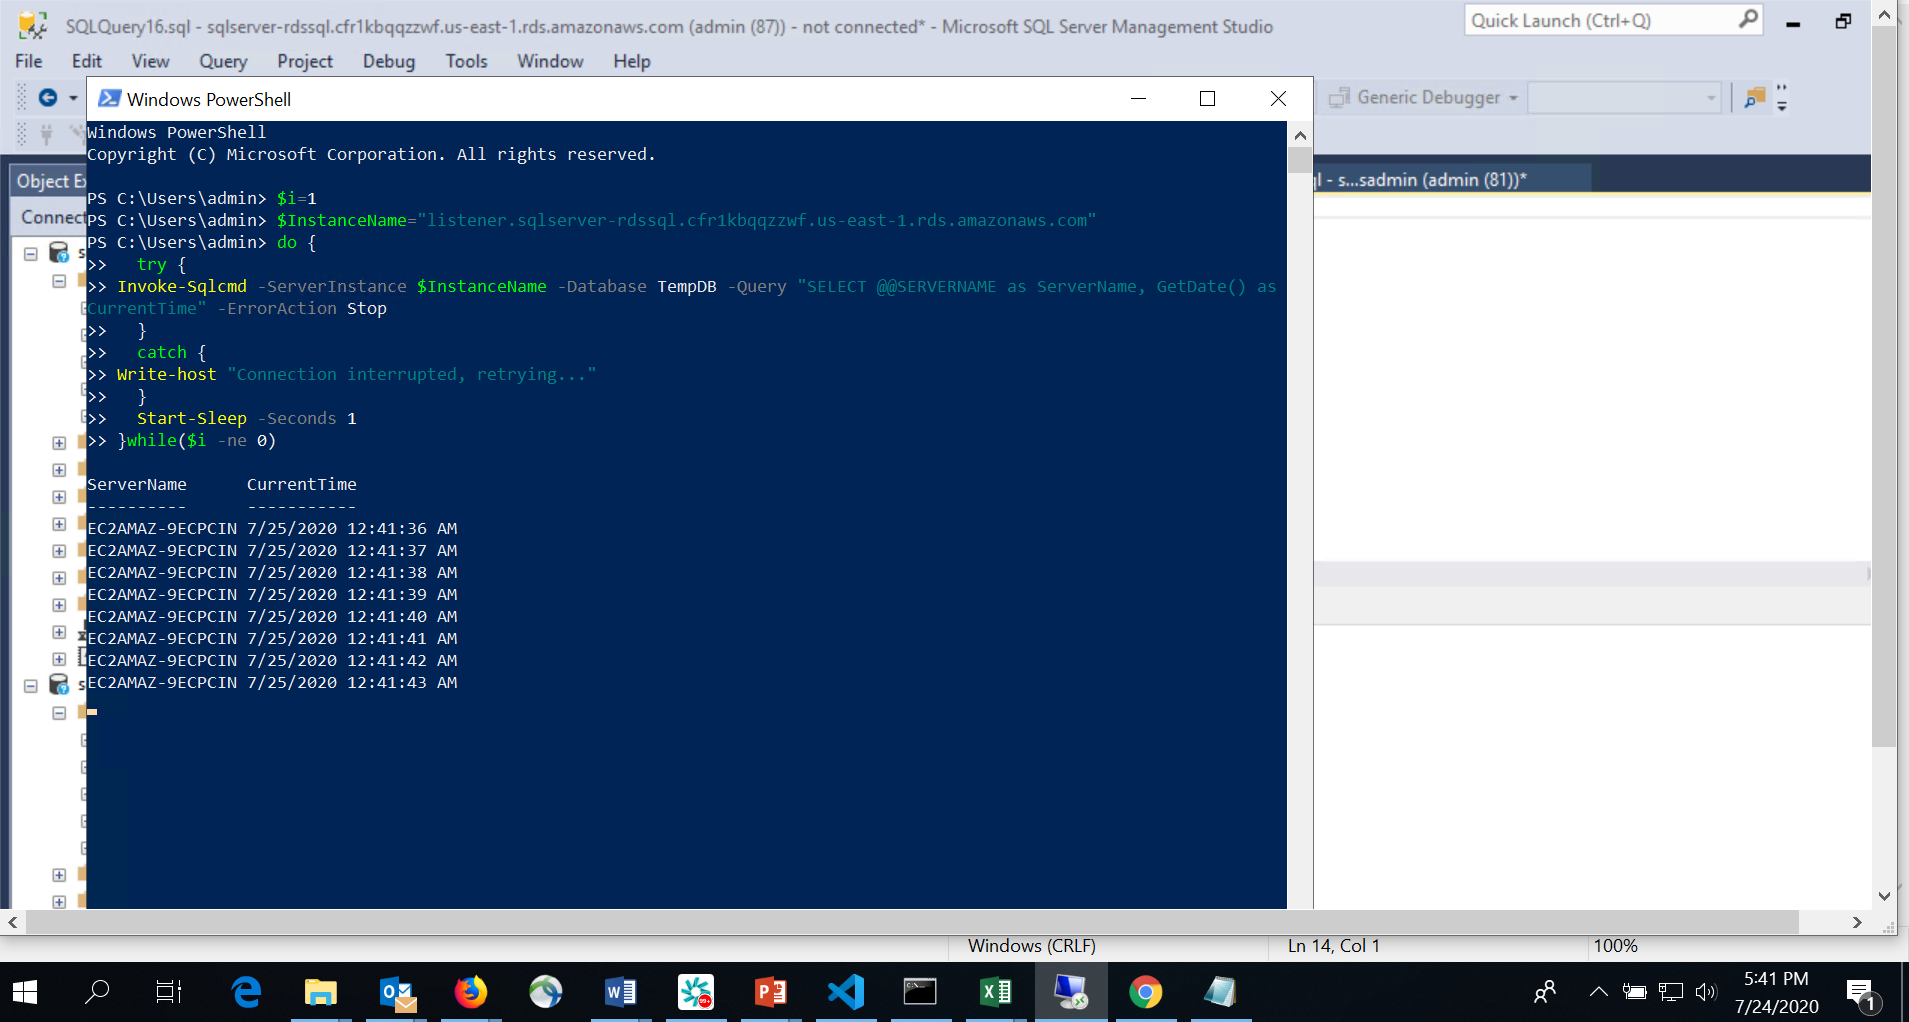 SQLQuery16.sql - sqlserver-rdssql.cfr1kbqqzzwf.us-east-1.rds.amazonaws.com (admin (87)) - not connected* - Microsoft SQL Server Management Studio
Quick Launch (Ctrl+Q)
File Edit View Query Project Debug Tools Window Help
Generic Debugger
Windows PowerShell
Object Ex
Connect
l - s...sadmin (admin (81))*
Windows PowerShell
Copyright (C) Microsoft Corporation. All rights reserved.
PS C:\Users\admin> $i=1
PS C:\Users\admin> $InstanceName="listener.sqlserver-rdssql.cfr1kbqqzzwf.us-east-1.rds.amazonaws.com"
PS C:\Users\admin> do {
>>   try {
>> Invoke-Sqlcmd -ServerInstance $InstanceName -Database TempDB -Query "SELECT @@SERVERNAME as ServerName, GetDate() as
CurrentTime" -ErrorAction Stop
>>   }
>>   catch {
>> Write-host "Connection interrupted, retrying..."
>>   }
>>   Start-Sleep -Seconds 1
>> }while($i -ne 0)
ServerName      CurrentTime
----------      -----------
EC2AMAZ-9ECPCIN 7/25/2020 12:41:36 AM
EC2AMAZ-9ECPCIN 7/25/2020 12:41:37 AM
EC2AMAZ-9ECPCIN 7/25/2020 12:41:38 AM
EC2AMAZ-9ECPCIN 7/25/2020 12:41:39 AM
EC2AMAZ-9ECPCIN 7/25/2020 12:41:40 AM
EC2AMAZ-9ECPCIN 7/25/2020 12:41:41 AM
EC2AMAZ-9ECPCIN 7/25/2020 12:41:42 AM
EC2AMAZ-9ECPCIN 7/25/2020 12:41:43 AM
Windows (CRLF) Ln 14, Col 1 100%
99+
5:41 PM
7/24/2020
1